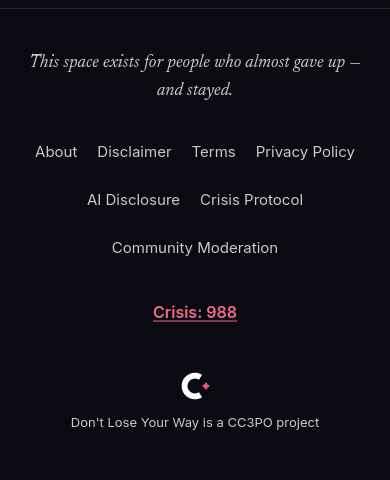 This space exists for people who almost gave up —
and stayed.
About Disclaimer Terms Privacy Policy
AI Disclosure Crisis Protocol
Community Moderation
Crisis: 988
Don't Lose Your Way is a CC3PO project